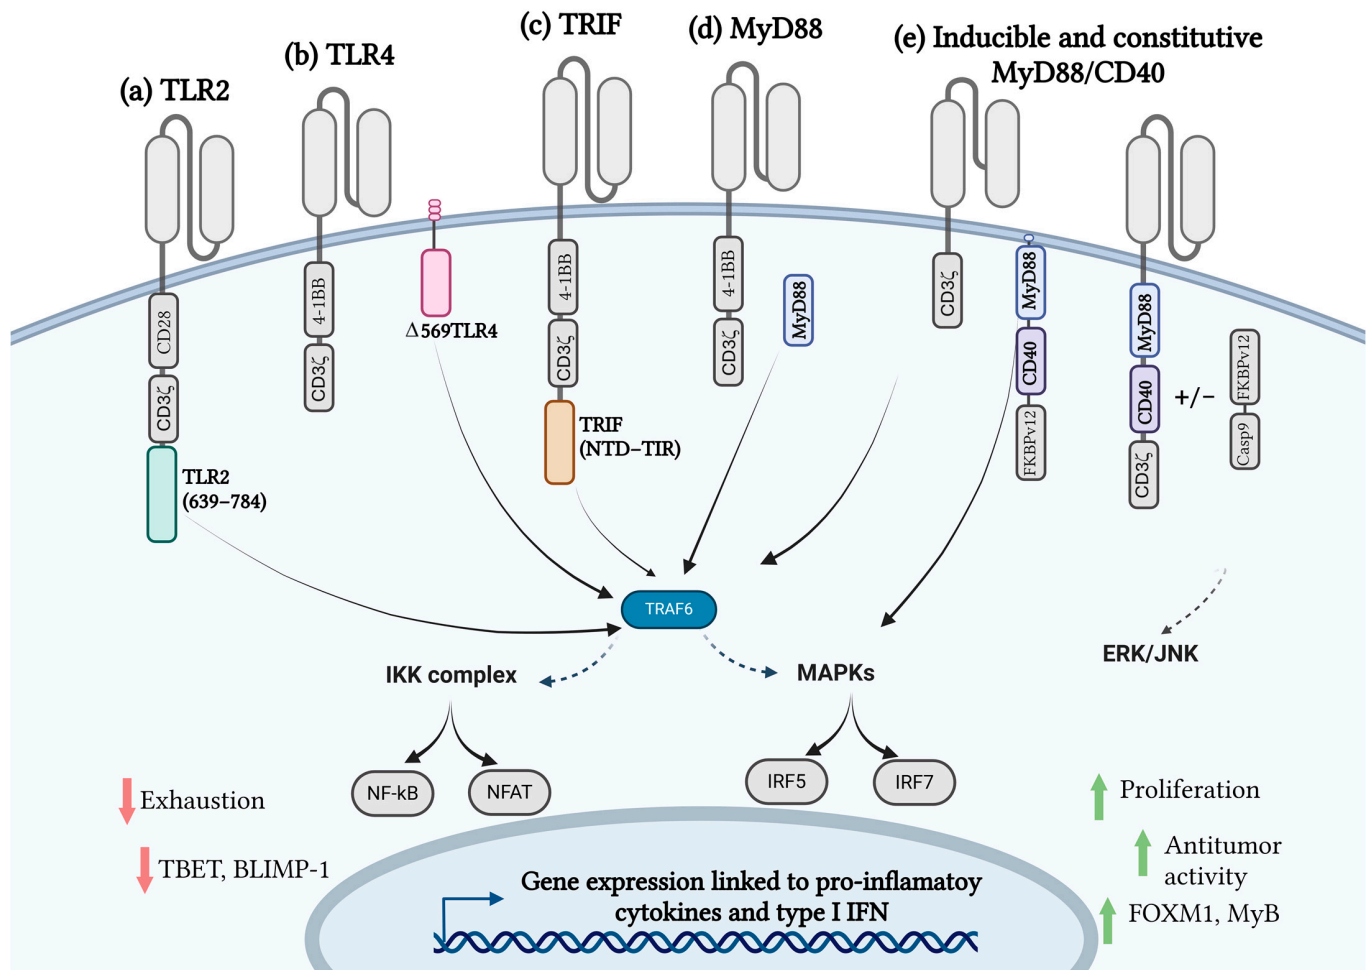 (a) TLR2
(b) TLR4
(c) TRIF
(d) MyD88
(e) Inducible and constitutive
MyD88/CD40
CD28
CD3ζ
TLR2
(639–784)
4-1BB
CD3ζ
Δ569TLR4
4-1BB
CD3ζ
TRIF
(NTD–TIR)
4-1BB
CD3ζ
MyD88
CD3ζ
MyD88
CD40
FKBPv12
MyD88
CD40
CD3ζ
+/−
FKBPv12
Casp9
TRAF6
IKK complex
MAPKs
ERK/JNK
NF-kB
NFAT
IRF5
IRF7
Exhaustion
TBET, BLIMP-1
Proliferation
Antitumor
activity
FOXM1, MyB
Gene expression linked to pro-inflamatoy
cytokines and type I IFN